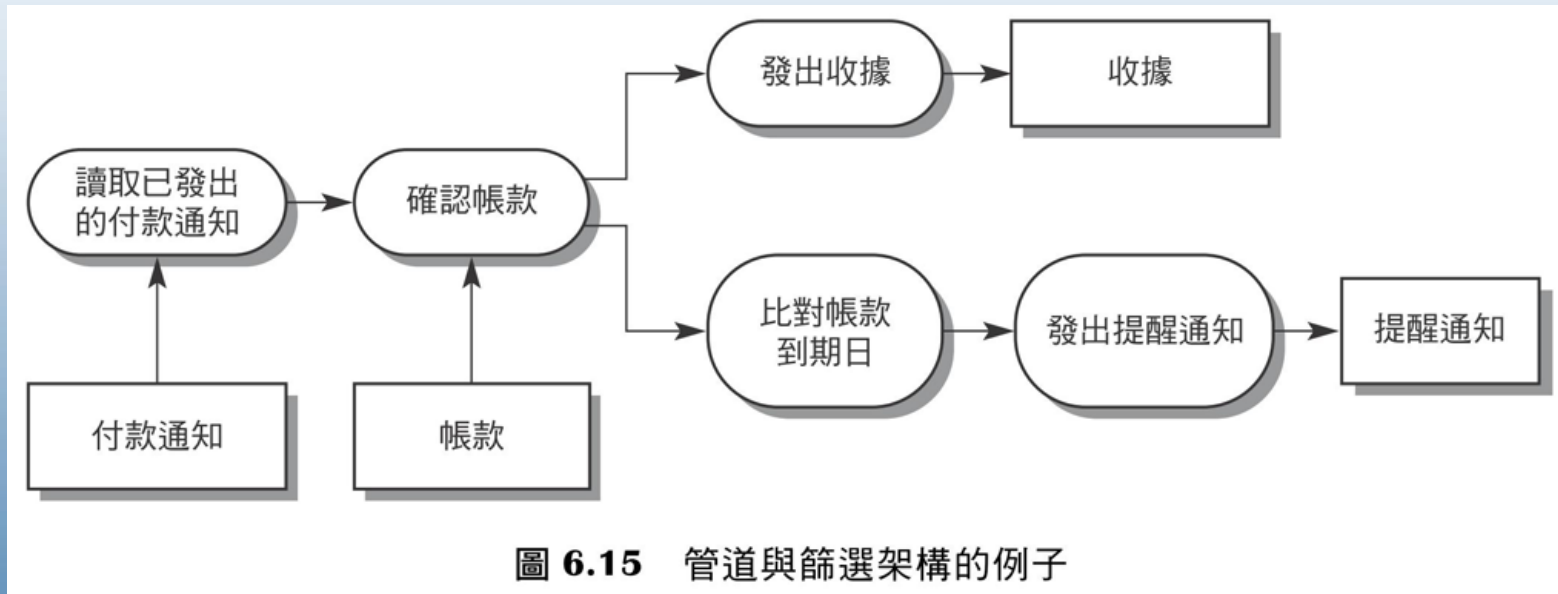 發出收據
收據
讀取已發出
的付款通知
確認帳款
比對帳款
到期日
發出提醒通知
提醒通知
付款通知
帳款
圖 6.15 管道與篩選架構的例子